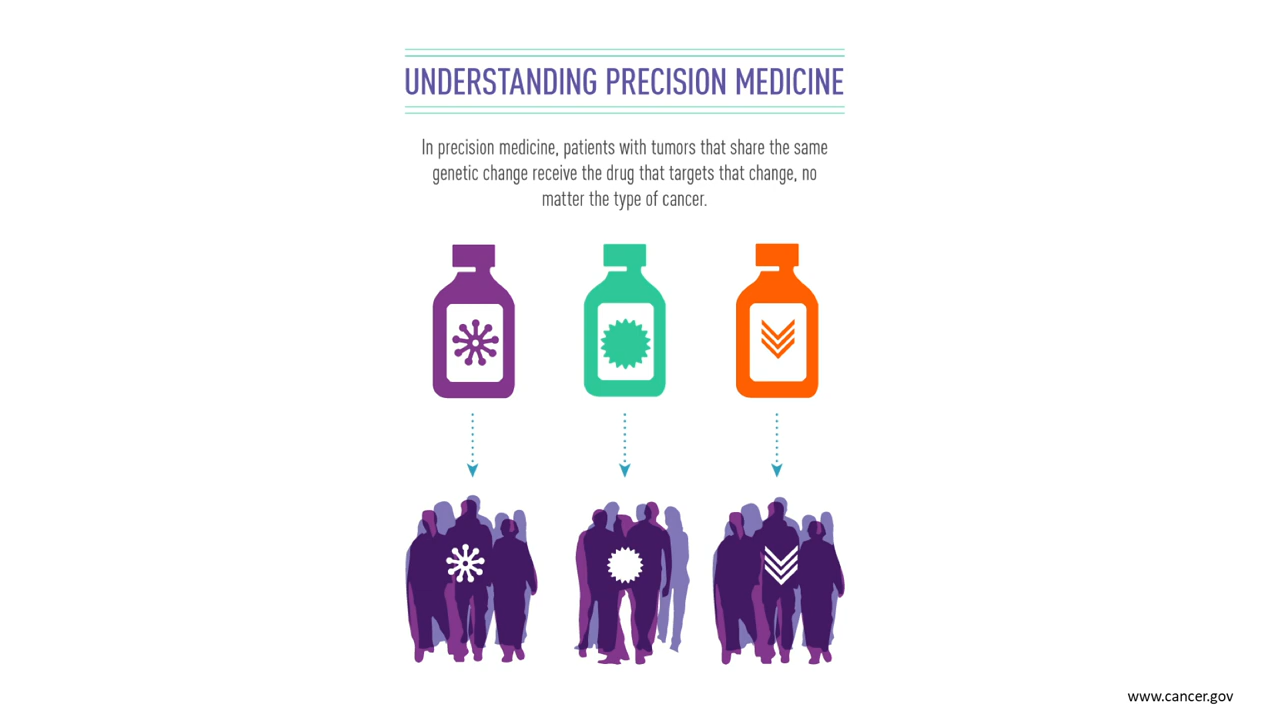 UNDERSTANDING PRECISION MEDICINE
In precision medicine, patients with tumors that share the same
genetic change receive the drug that targets that change, no
matter the type of cancer.
www.cancer.gov